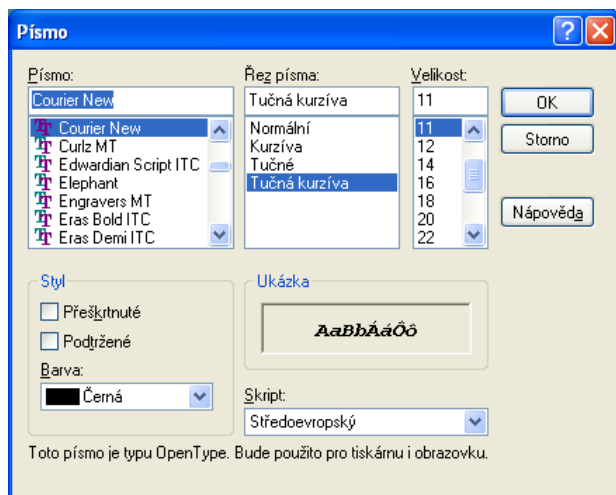 Písmo
Písmo:
Courier New
Courier New
Curlz MT
Edwardian Script ITC
Elephant
Engravers MT
Eras Bold ITC
Eras Demi ITC
Řez písma:
Tučná kurzíva
Normální
Kurzíva
Tučné
Tučná kurzíva
Velikost:
11
11
12
14
16
18
20
22
OK
Storno
Nápověda
Styl
Přeškrtnuté
Podtržené
Barva:
Černá
Ukázka
AaBbÁáÔô
Skript:
Středoevropský
Toto písmo je typu OpenType. Bude použito pro tiskárnu i obrazovku.